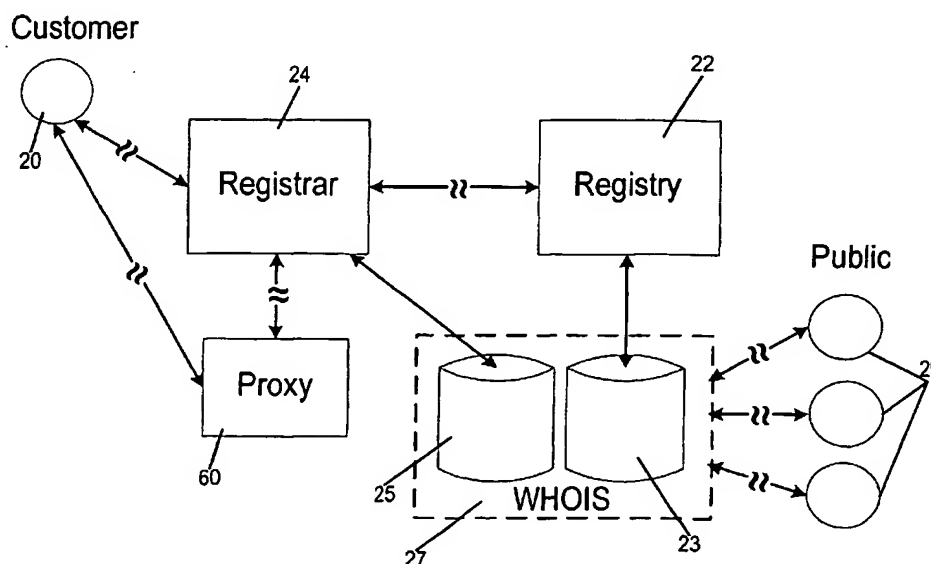 Customer
24
22
20
Registrar
Registry
Public
Proxy
60
25
WHOIS
23
27